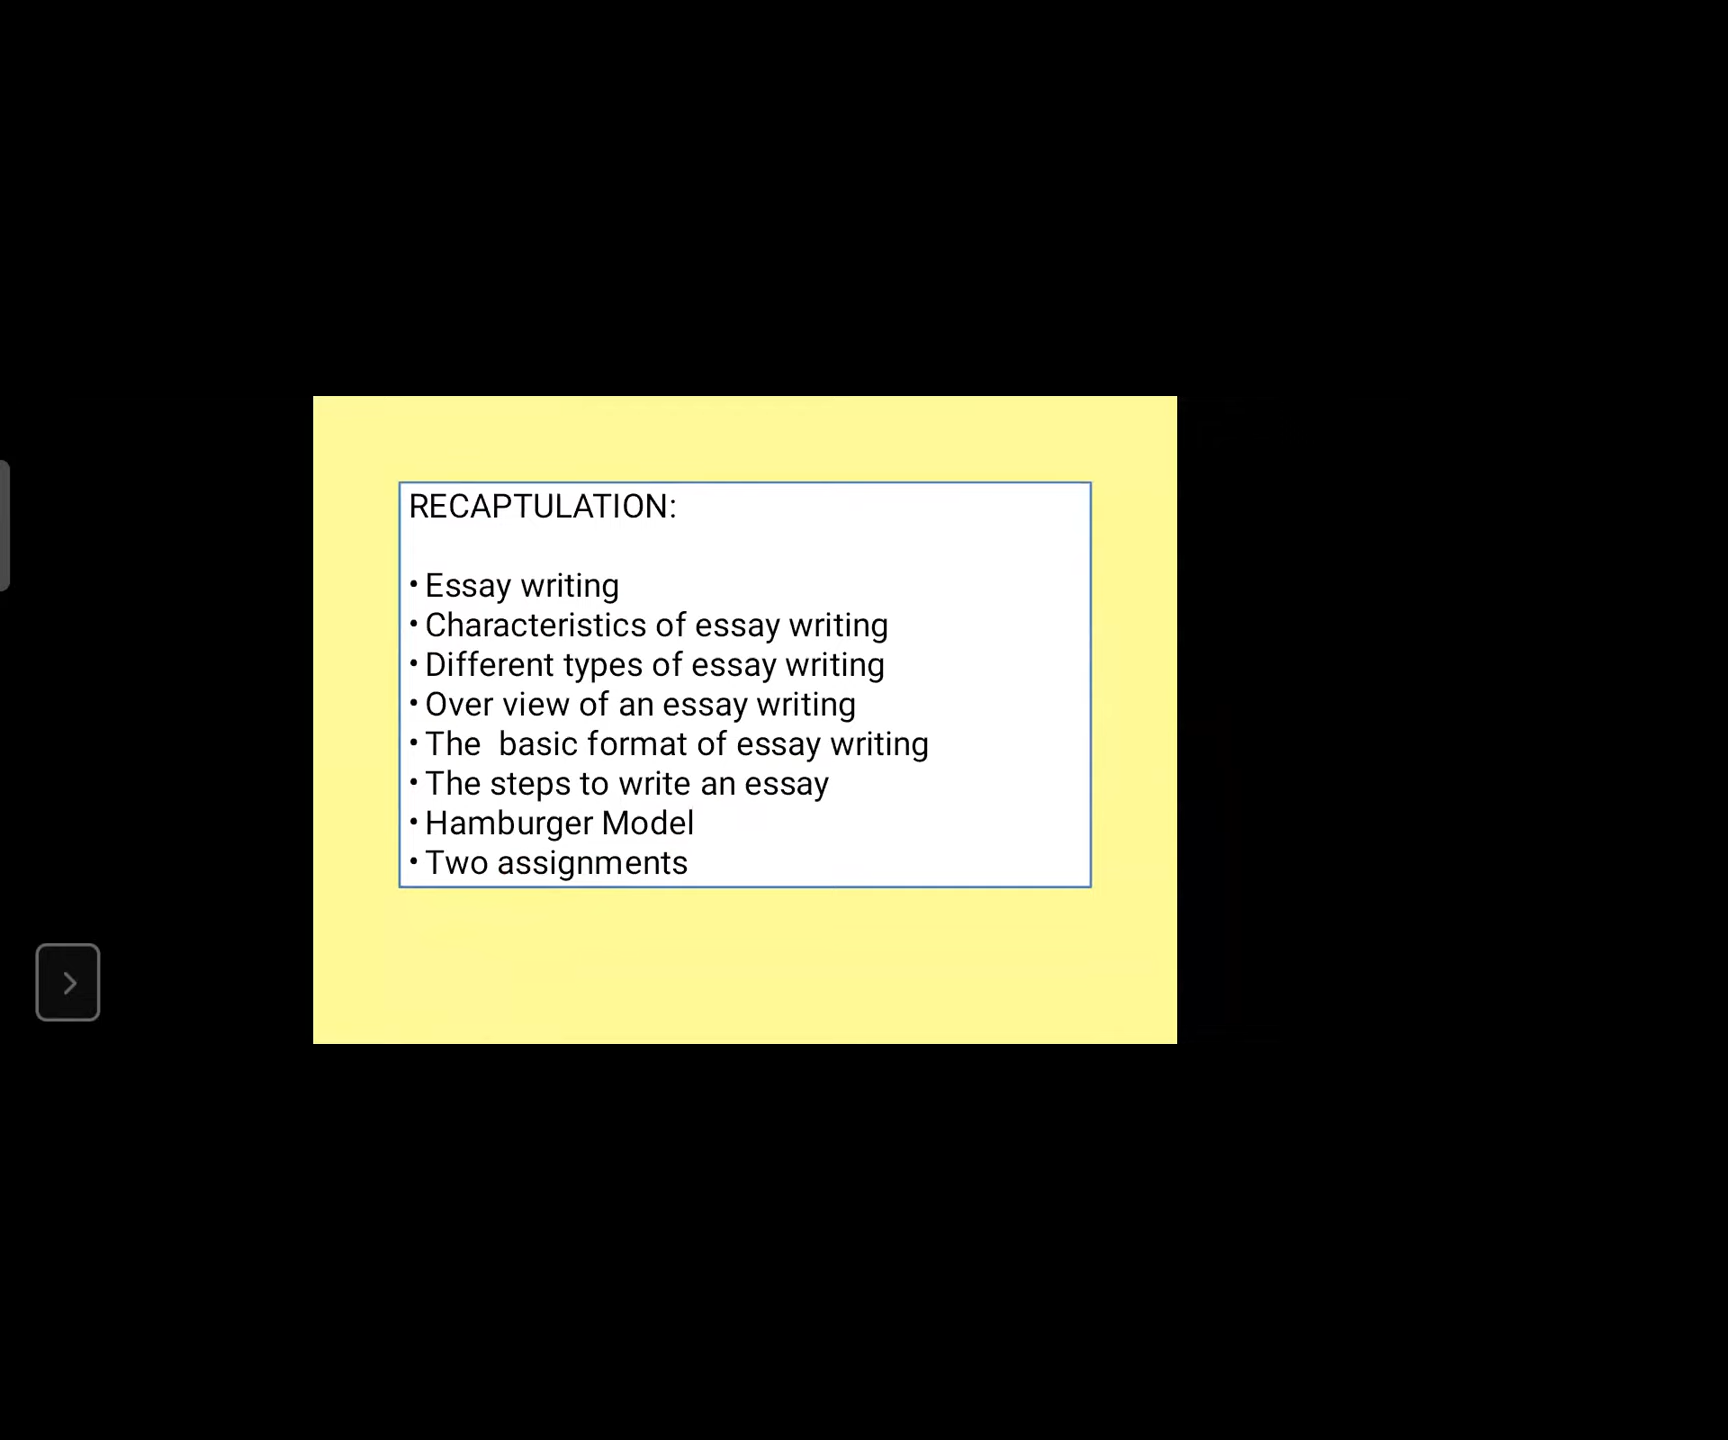 RECAPTULATION:
• Essay writing
• Characteristics of essay writing
• Different types of essay writing
• Over view of an essay writing
• The  basic format of essay writing
• The steps to write an essay
• Hamburger Model
• Two assignments